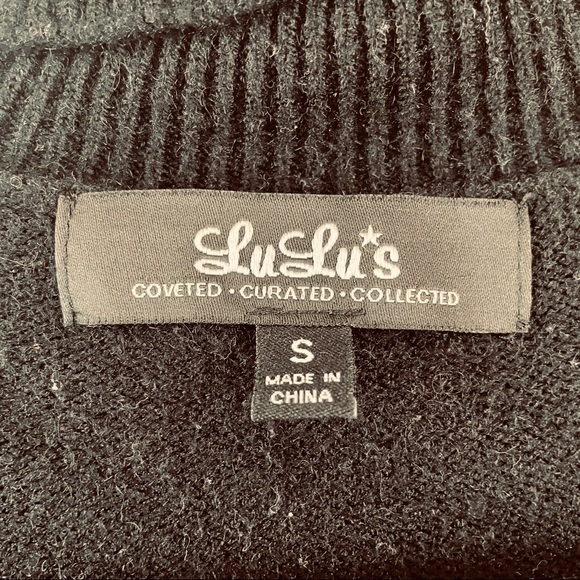 LuLu*s
COVETED · CURATED · COLLECTED
S
MADE IN
CHINA